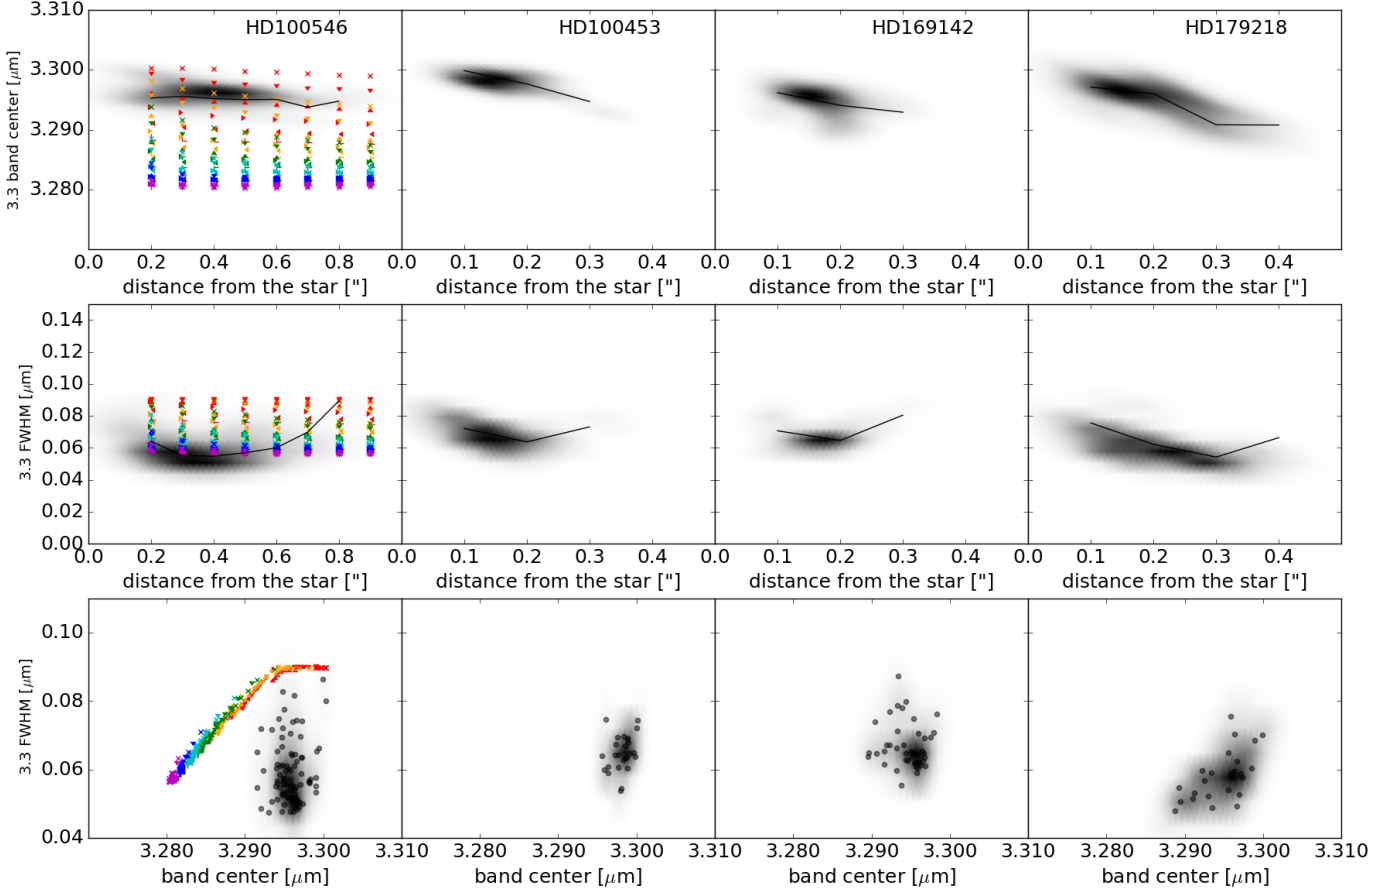 3.310
3.300
3.290
3.280
3.3 band center [μm]
HD100546
HD100453
HD169142
HD179218
0.0 0.2 0.4 0.6 0.8 0.0 0.1 0.2 0.3 0.4 0.0 0.1 0.2 0.3 0.4 0.0 0.1 0.2 0.3 0.4
distance from the star ["] distance from the star ["] distance from the star ["] distance from the star ["]
0.14
0.12
0.10
0.08
0.06
0.04
0.02
0.00
3.3 FWHM [μm]
0.0 0.2 0.4 0.6 0.8 0.0 0.1 0.2 0.3 0.4 0.0 0.1 0.2 0.3 0.4 0.0 0.1 0.2 0.3 0.4
distance from the star ["] distance from the star ["] distance from the star ["] distance from the star ["]
0.10
0.08
0.06
0.04
3.3 FWHM [μm]
3.280 3.290 3.300 3.310 3.280 3.290 3.300 3.310 3.280 3.290 3.300 3.310 3.280 3.290 3.300 3.310
band center [μm] band center [μm] band center [μm] band center [μm]